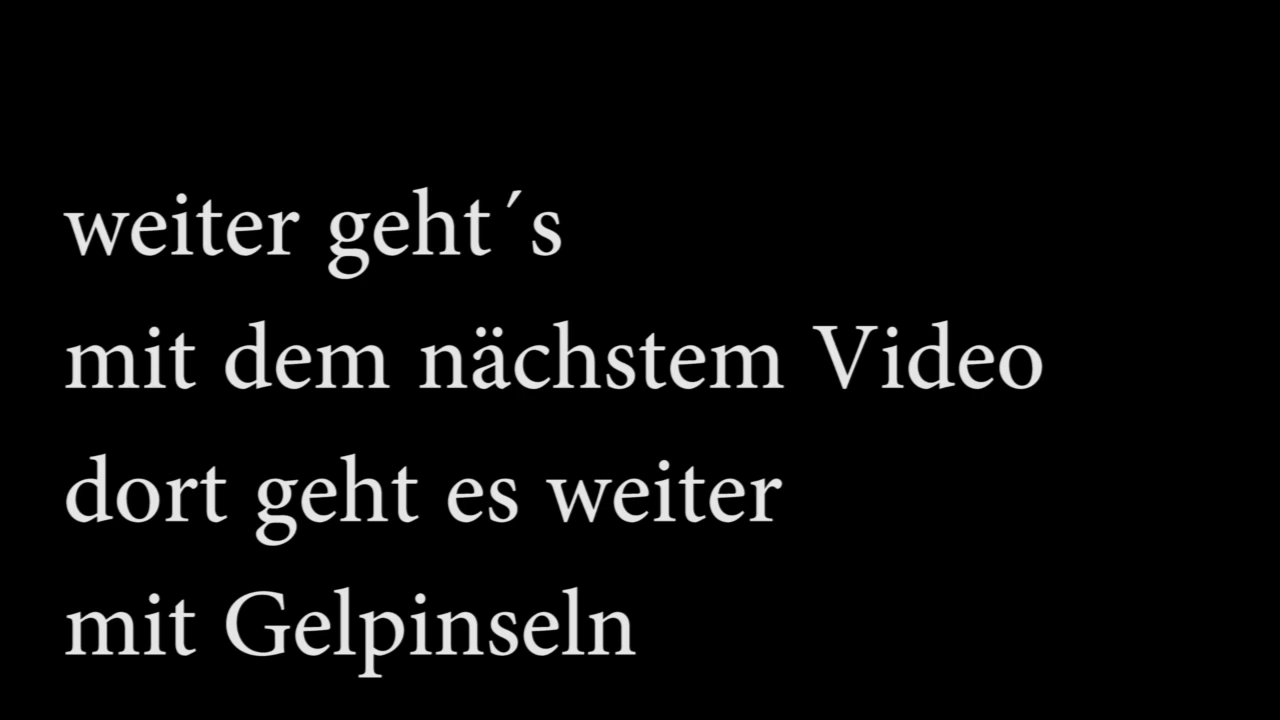 weiter geht´s
mit dem nächstem Video
dort geht es weiter
mit Gelpinseln